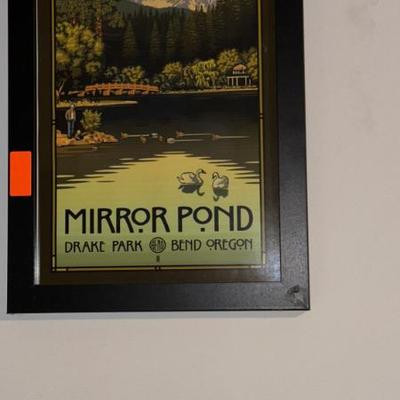 MIRROR POND
DRAKE PARK BEND OREGON